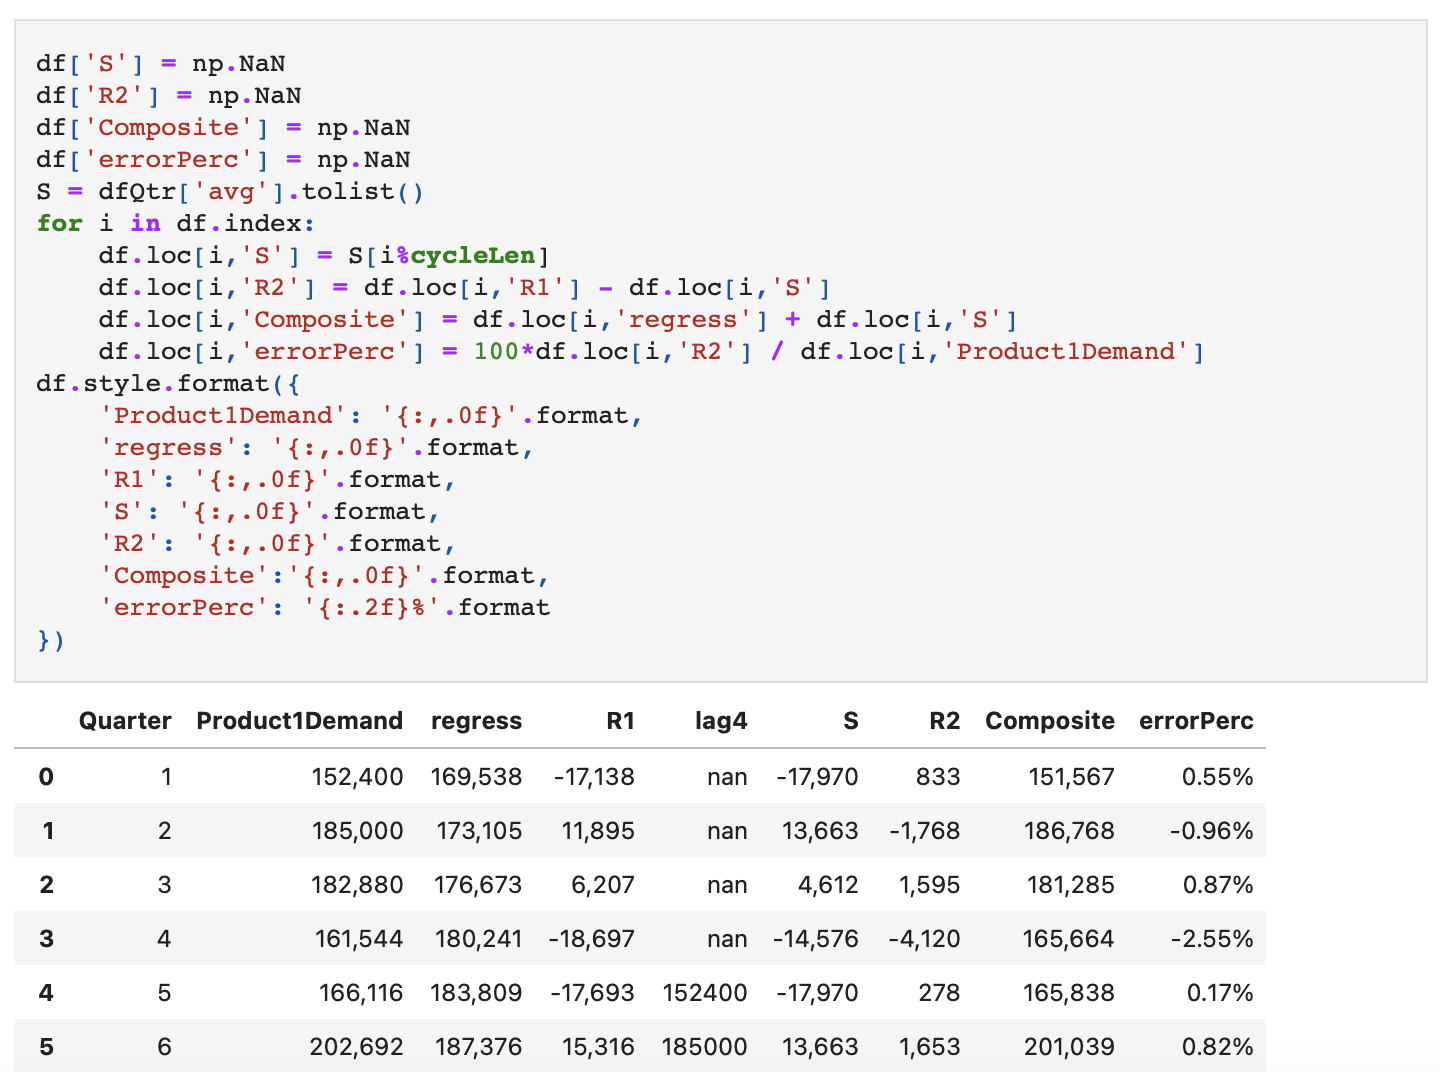 df['S'] = np.NaN
df['R2'] = np.NaN
df['Composite'] = np.NaN
df['errorPerc'] = np.NaN
S = dfQtr['avg'].tolist()
for i in df.index:
    df.loc[i,'S'] = S[i%cycleLen]
    df.loc[i,'R2'] = df.loc[i,'R1'] - df.loc[i,'S']
    df.loc[i,'Composite'] = df.loc[i,'regress'] + df.loc[i,'S']
    df.loc[i,'errorPerc'] = 100*df.loc[i,'R2'] / df.loc[i,'Product1Demand']
df.style.format({
    'Product1Demand': '{:,.0f}'.format,
    'regress': '{:,.0f}'.format,
    'R1': '{:,.0f}'.format,
    'S': '{:,.0f}'.format,
    'R2': '{:,.0f}'.format,
    'Composite':'{:,.0f}'.format,
    'errorPerc': '{:.2f}%'.format
})
Quarter Product1Demand regress R1 lag4 S R2 Composite errorPerc
0 1 152,400 169,538 -17,138 nan -17,970 833 151,567 0.55%
1 2 185,000 173,105 11,895 nan 13,663 -1,768 186,768 -0.96%
2 3 182,880 176,673 6,207 nan 4,612 1,595 181,285 0.87%
3 4 161,544 180,241 -18,697 nan -14,576 -4,120 165,664 -2.55%
4 5 166,116 183,809 -17,693 152400 -17,970 278 165,838 0.17%
5 6 202,692 187,376 15,316 185000 13,663 1,653 201,039 0.82%